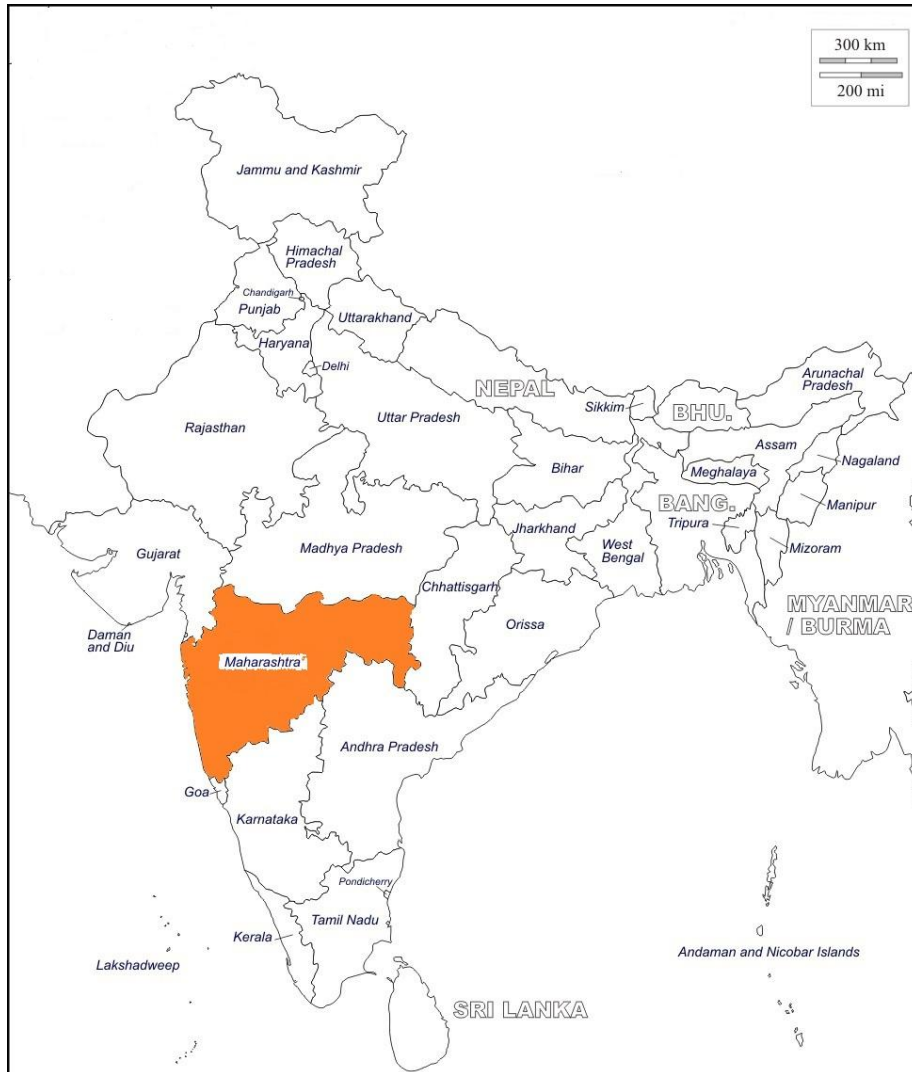 300 km
200 mi
Jammu and Kashmir
Himachal
Pradesh
Chandigarh
Punjab
Uttarakhand
Haryana
Delhi
Arunachal
Pradesh
NEPAL
Sikkim
BHU.
Rajasthan
Uttar Pradesh
Assam
Nagaland
Bihar
Meghalaya
BANG.
Manipur
Tripura
Jharkhand
West
Bengal
Mizoram
Gujarat
Madhya Pradesh
Chhattisgarh
MYANMAR
/ BURMA
Orissa
Daman
and Diu
Maharashtra
Andhra Pradesh
Goa
Karnataka
Pondicherry
Tamil Nadu
Kerala
Lakshadweep
Andaman and Nicobar Islands
SRI LANKA